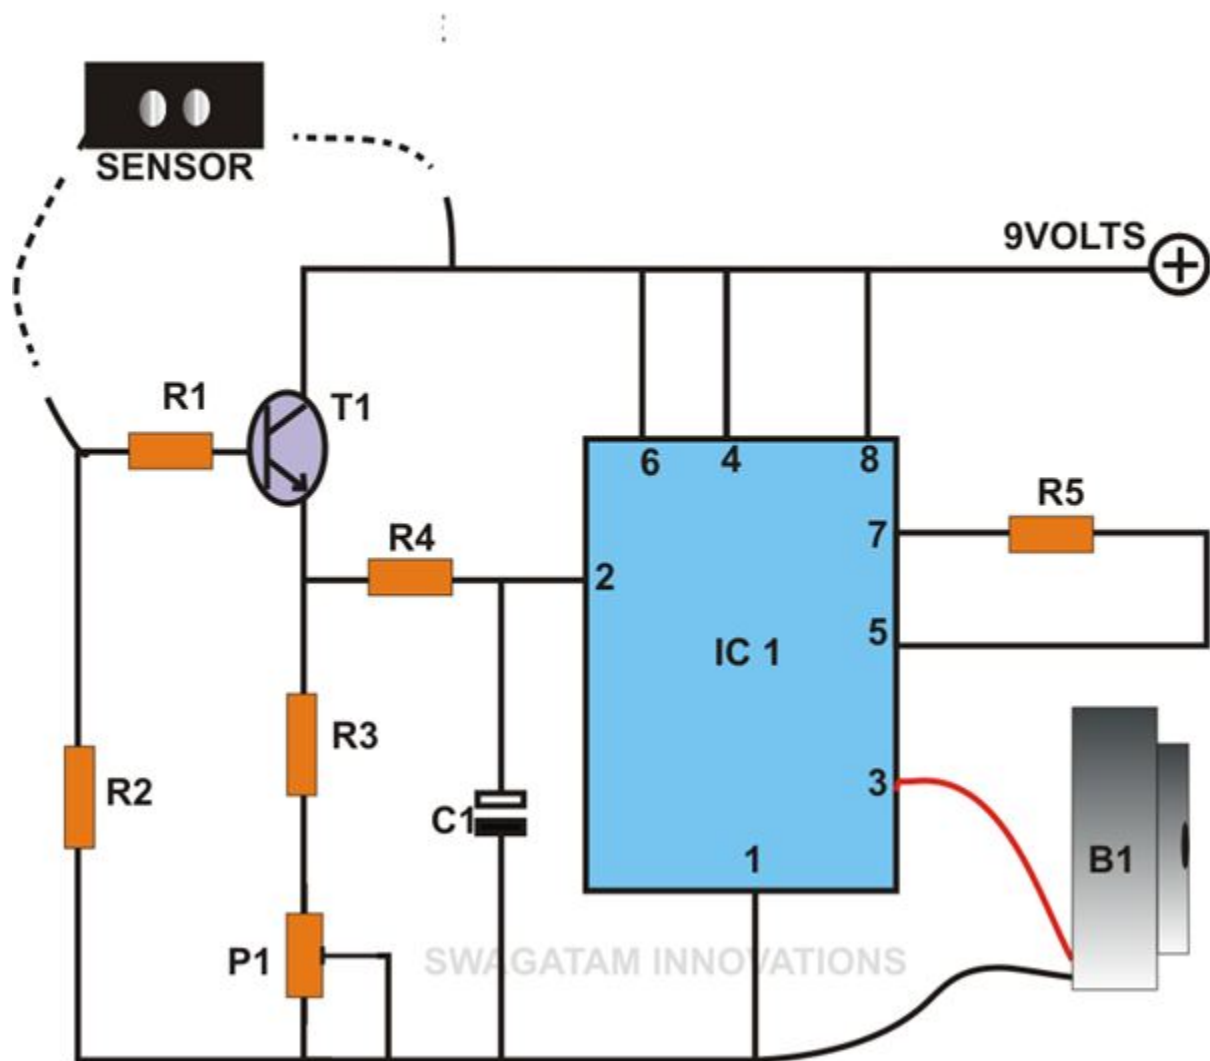 SENSOR
9VOLTS
R1
T1
6 4 8
R5
R4
7
2
5
IC 1
R3
R2
3
C1
1
B1
P1
SWAGATAM INNOVATIONS